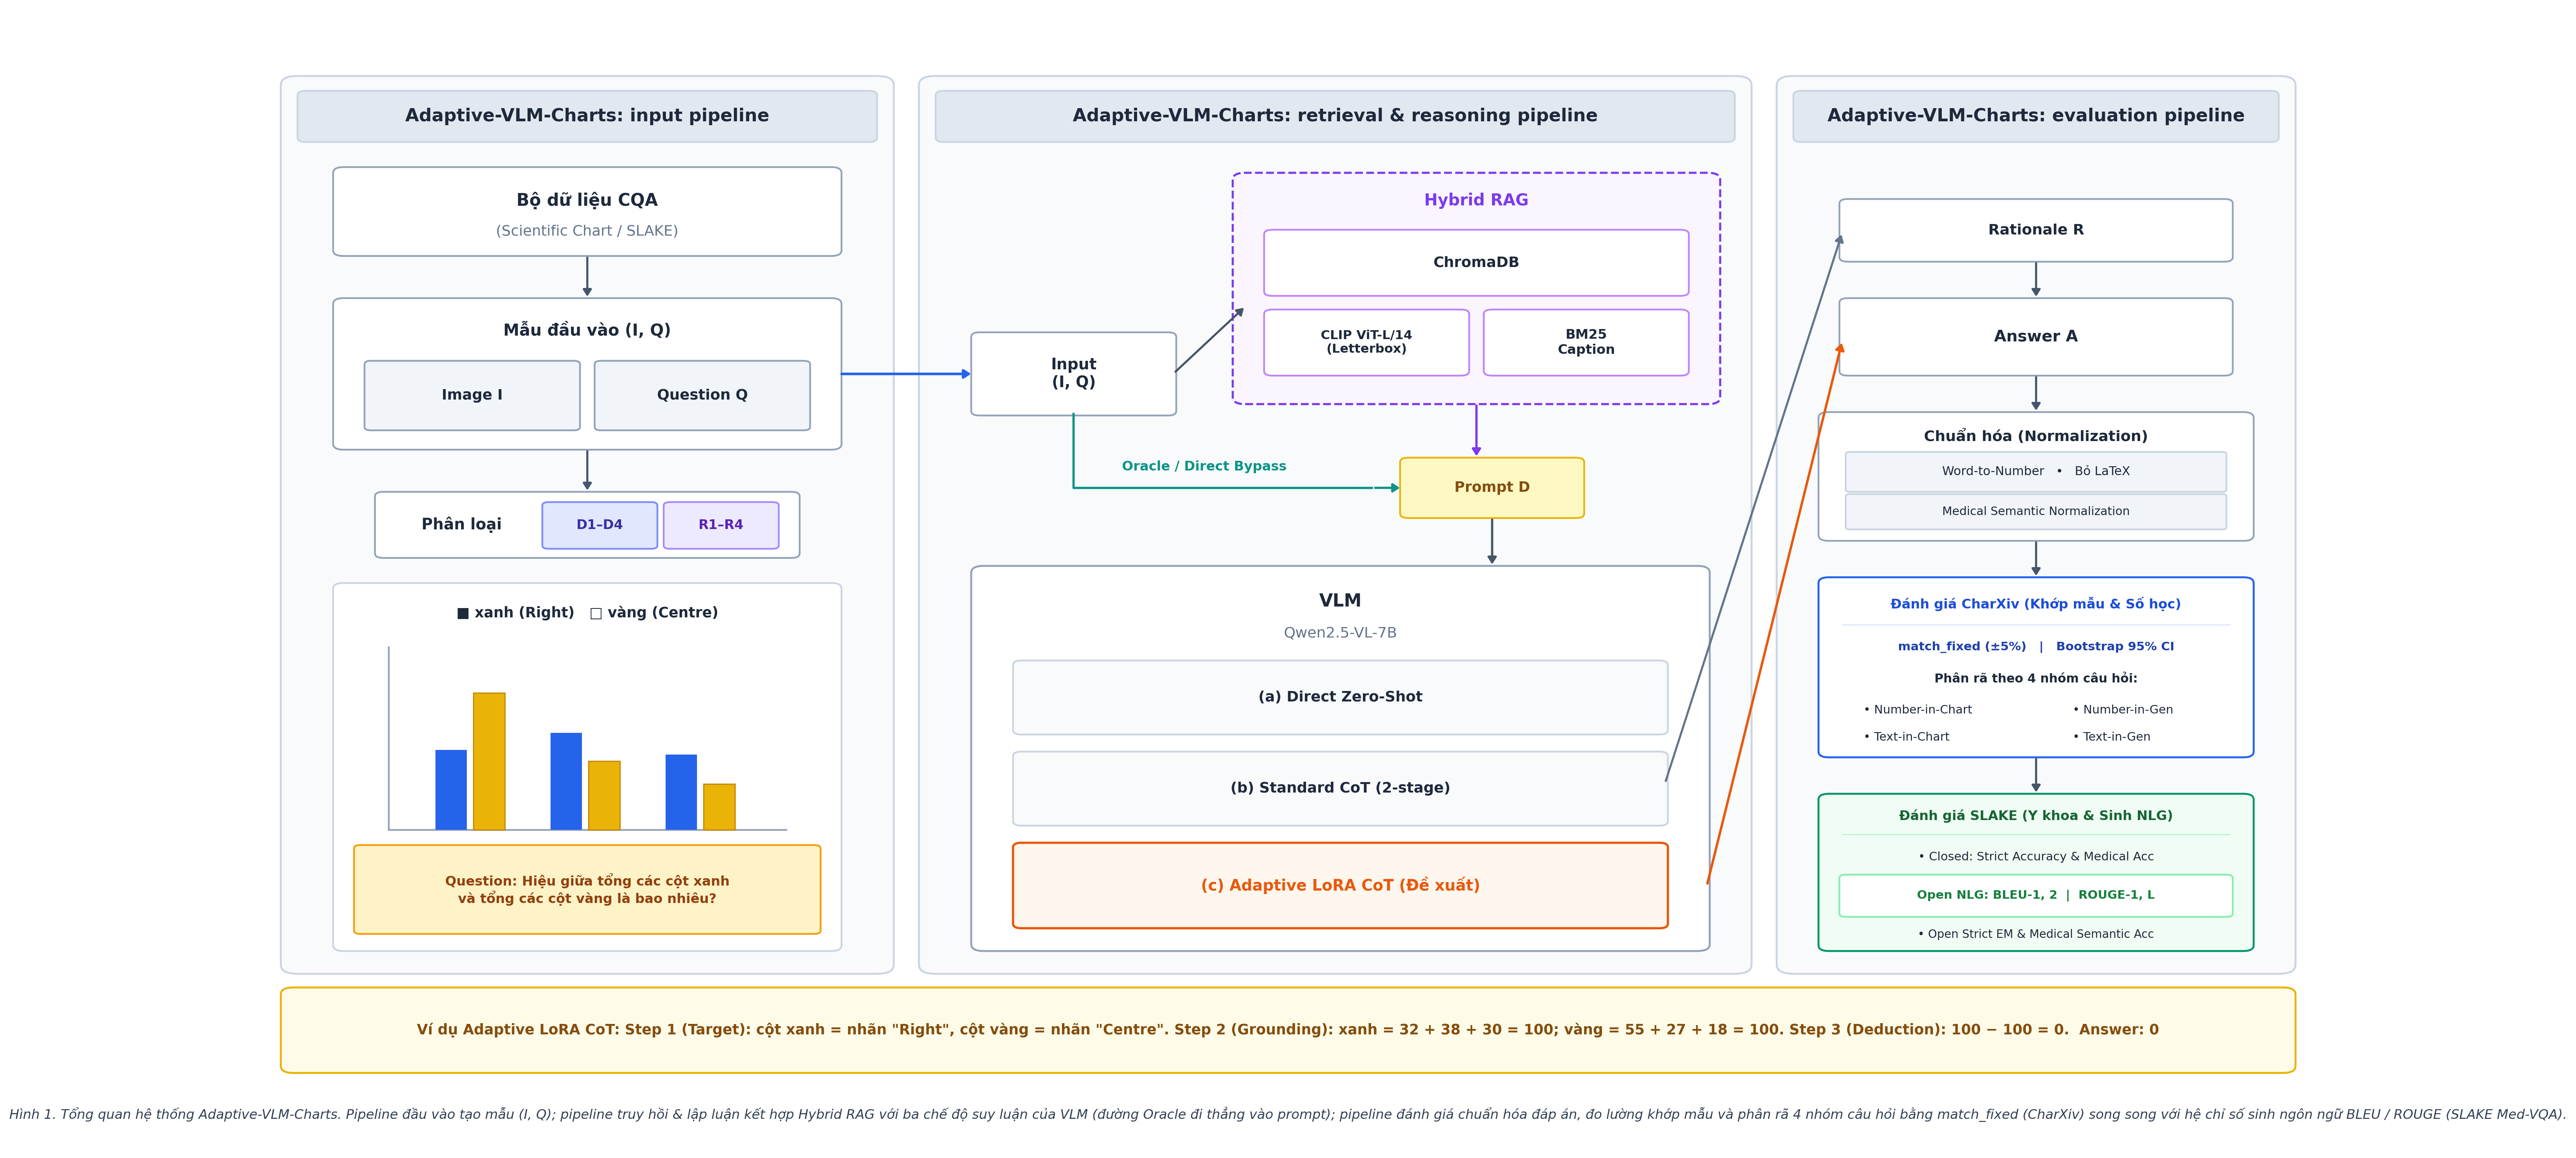 Adaptive-VLM-Charts: input pipeline
Bộ dữ liệu CQA
(Scientific Chart / SLAKE)
Mẫu đầu vào (I, Q)
Image I
Question Q
Phân loại
D1–D4
R1–R4
■ xanh (Right) □ vàng (Centre)
Question: Hiệu giữa tổng các cột xanh
và tổng các cột vàng là bao nhiêu?
Adaptive-VLM-Charts: retrieval & reasoning pipeline
Hybrid RAG
ChromaDB
CLIP ViT-L/14
(Letterbox)
BM25
Caption
Input
(I, Q)
Oracle / Direct Bypass
Prompt D
VLM
Qwen2.5-VL-7B
(a) Direct Zero-Shot
(b) Standard CoT (2-stage)
(c) Adaptive LoRA CoT (Đề xuất)
Adaptive-VLM-Charts: evaluation pipeline
Rationale R
Answer A
Chuẩn hóa (Normalization)
Word-to-Number • Bỏ LaTeX
Medical Semantic Normalization
Đánh giá CharXiv (Khớp mẫu & Số học)
match_fixed (±5%) | Bootstrap 95% CI
Phân rã theo 4 nhóm câu hỏi:
• Number-in-Chart
• Number-in-Gen
• Text-in-Chart
• Text-in-Gen
Đánh giá SLAKE (Y khoa & Sinh NLG)
• Closed: Strict Accuracy & Medical Acc
Open NLG: BLEU-1, 2 | ROUGE-1, L
• Open Strict EM & Medical Semantic Acc
Ví dụ Adaptive LoRA CoT: Step 1 (Target): cột xanh = nhãn "Right", cột vàng = nhãn "Centre". Step 2 (Grounding): xanh = 32 + 38 + 30 = 100; vàng = 55 + 27 + 18 = 100. Step 3 (Deduction): 100 − 100 = 0. Answer: 0
Hình 1. Tổng quan hệ thống Adaptive-VLM-Charts. Pipeline đầu vào tạo mẫu (I, Q); pipeline truy hồi & lập luận kết hợp Hybrid RAG với ba chế độ suy luận của VLM (đường Oracle đi thẳng vào prompt); pipeline đánh giá chuẩn hóa đáp án, đo lường khớp mẫu và phân rã 4 nhóm câu hỏi bằng match_fixed (CharXiv) song song với hệ chỉ số sinh ngôn ngữ BLEU / ROUGE (SLAKE Med-VQA).